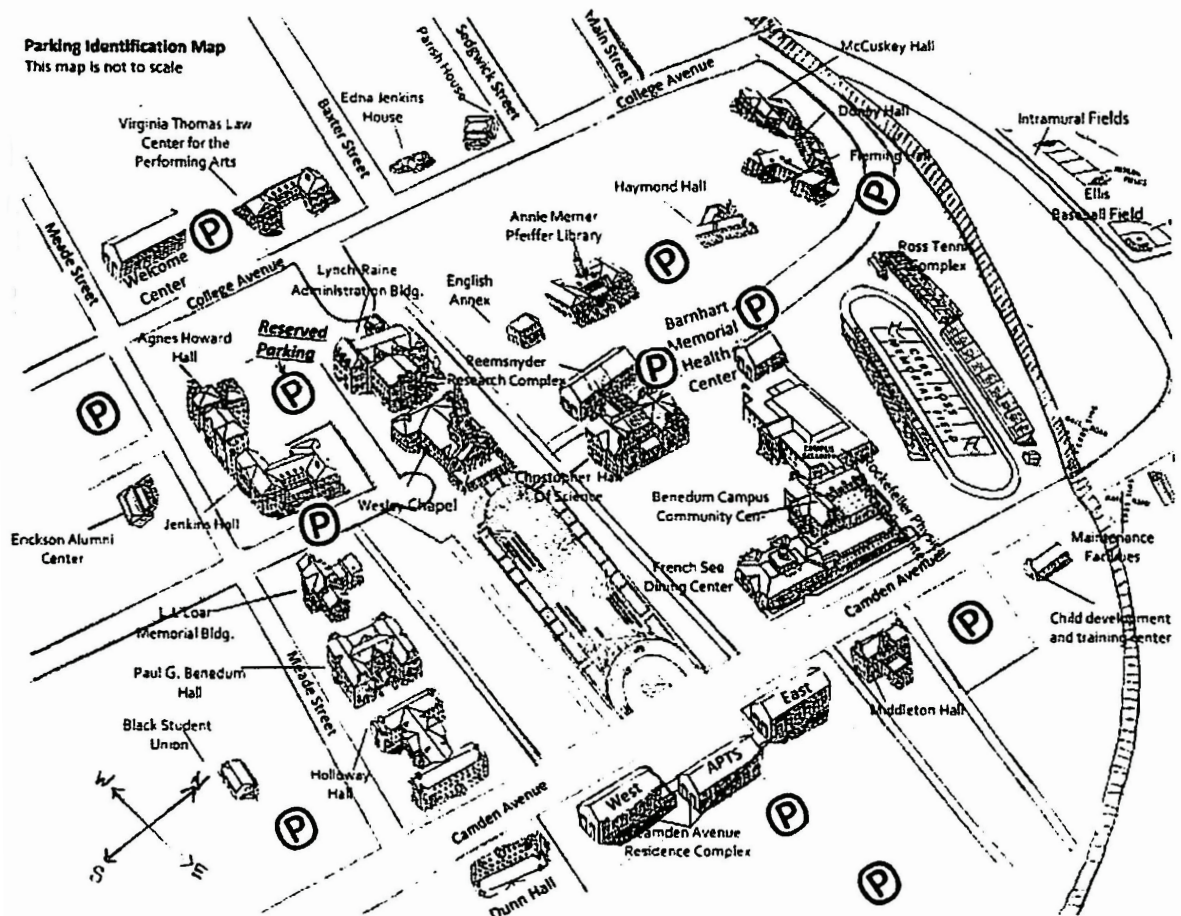 Parking Identification Map
This map is not to scale
Virginia Thomas Law
Center for the
Performing Arts
Baxter Street
Edna Jenkins
House
Parish House
Sedgwick Street
Main Street
College Avenue
McCuskey Hall
Danby Hall
Fleming Hall
Intramural Fields
Ellis
Baseball Field
P
Haymond Hall
Annie Merner
Pfeiffer Library
P
Ross Tennis
Complex
Meade Street
P
Welcome
Center
College Avenue
Lynch Raine
Administration Bldg.
English
Annex
P
Barnhart
Memorial
Health
Center
Agnes Howard
Hall
Reserved
Parking
P
Reemsnyder
Research Complex
P
P
CAMPUS
SECURITY
Christopher Hall
Of Science
Wesley Chapel
Jenkins Hall
P
Erickson Alumni
Center
Benedum Campus
Community Cen
Rockefeller
French See
Dining Center
Camden Avenue
Maintenance
Facilities
Child development
and training center
P
L L Loar
Memorial Bldg.
Paul G. Benedum
Hall
Meade Street
Middleton Hall
Black Student
Union
Holloway
Hall
East
APTS
West
Camden Avenue
Camden Avenue
Residence Complex
P
P
P
Dunn Hall
W
N
S
E